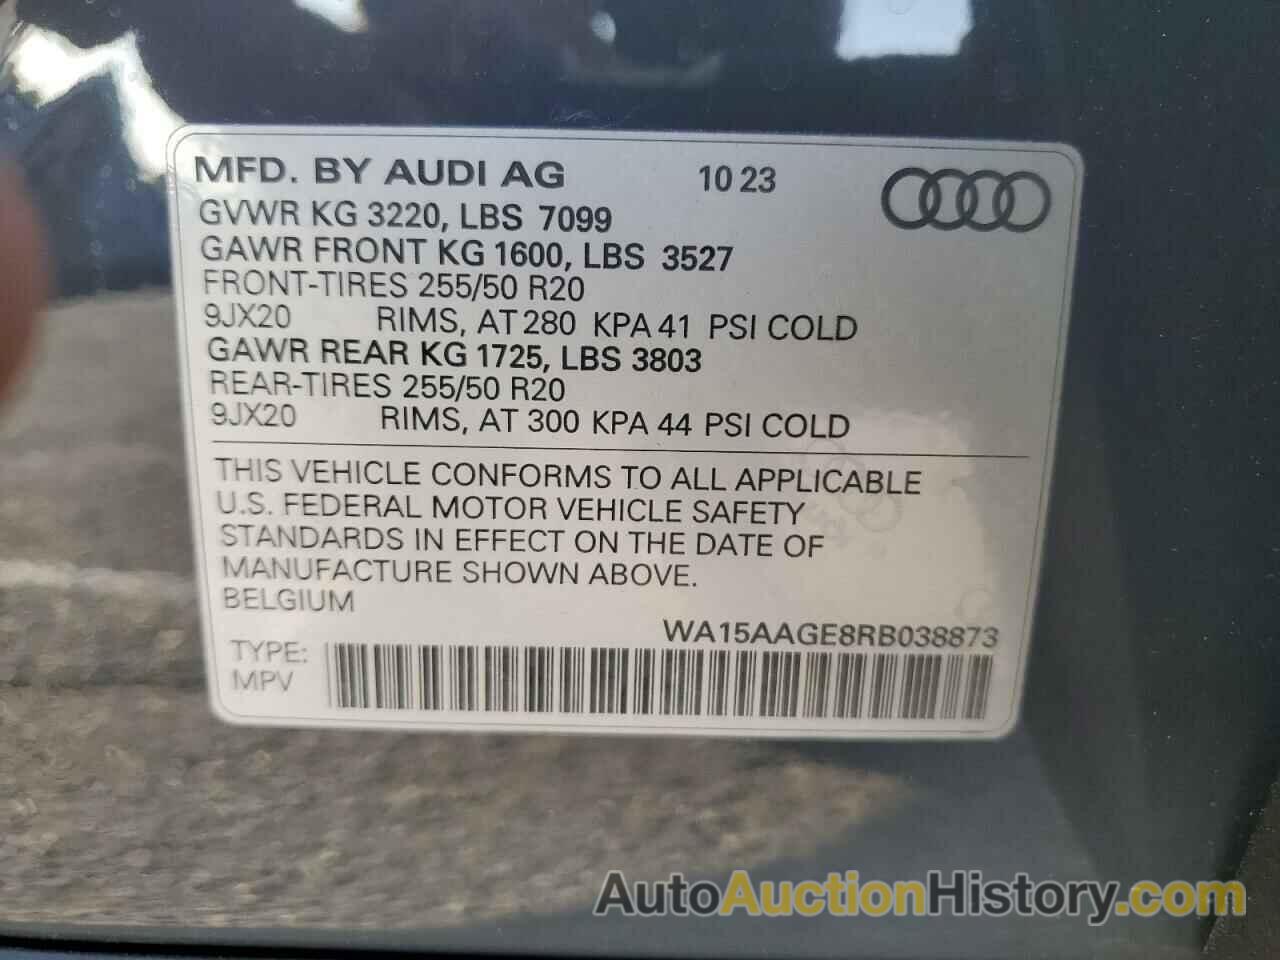 MFD. BY AUDI AG 10 23
GVWR KG 3220, LBS 7099
GAWR FRONT KG 1600, LBS 3527
FRONT-TIRES 255/50 R20
9JX20 RIMS, AT 280 KPA 41 PSI COLD
GAWR REAR KG 1725, LBS 3803
REAR-TIRES 255/50 R20
9JX20 RIMS, AT 300 KPA 44 PSI COLD
THIS VEHICLE CONFORMS TO ALL APPLICABLE
U.S. FEDERAL MOTOR VEHICLE SAFETY
STANDARDS IN EFFECT ON THE DATE OF
MANUFACTURE SHOWN ABOVE.
BELGIUM
WA15AAGE8RB038873
TYPE:
MPV
AutoAuctionHistory.com